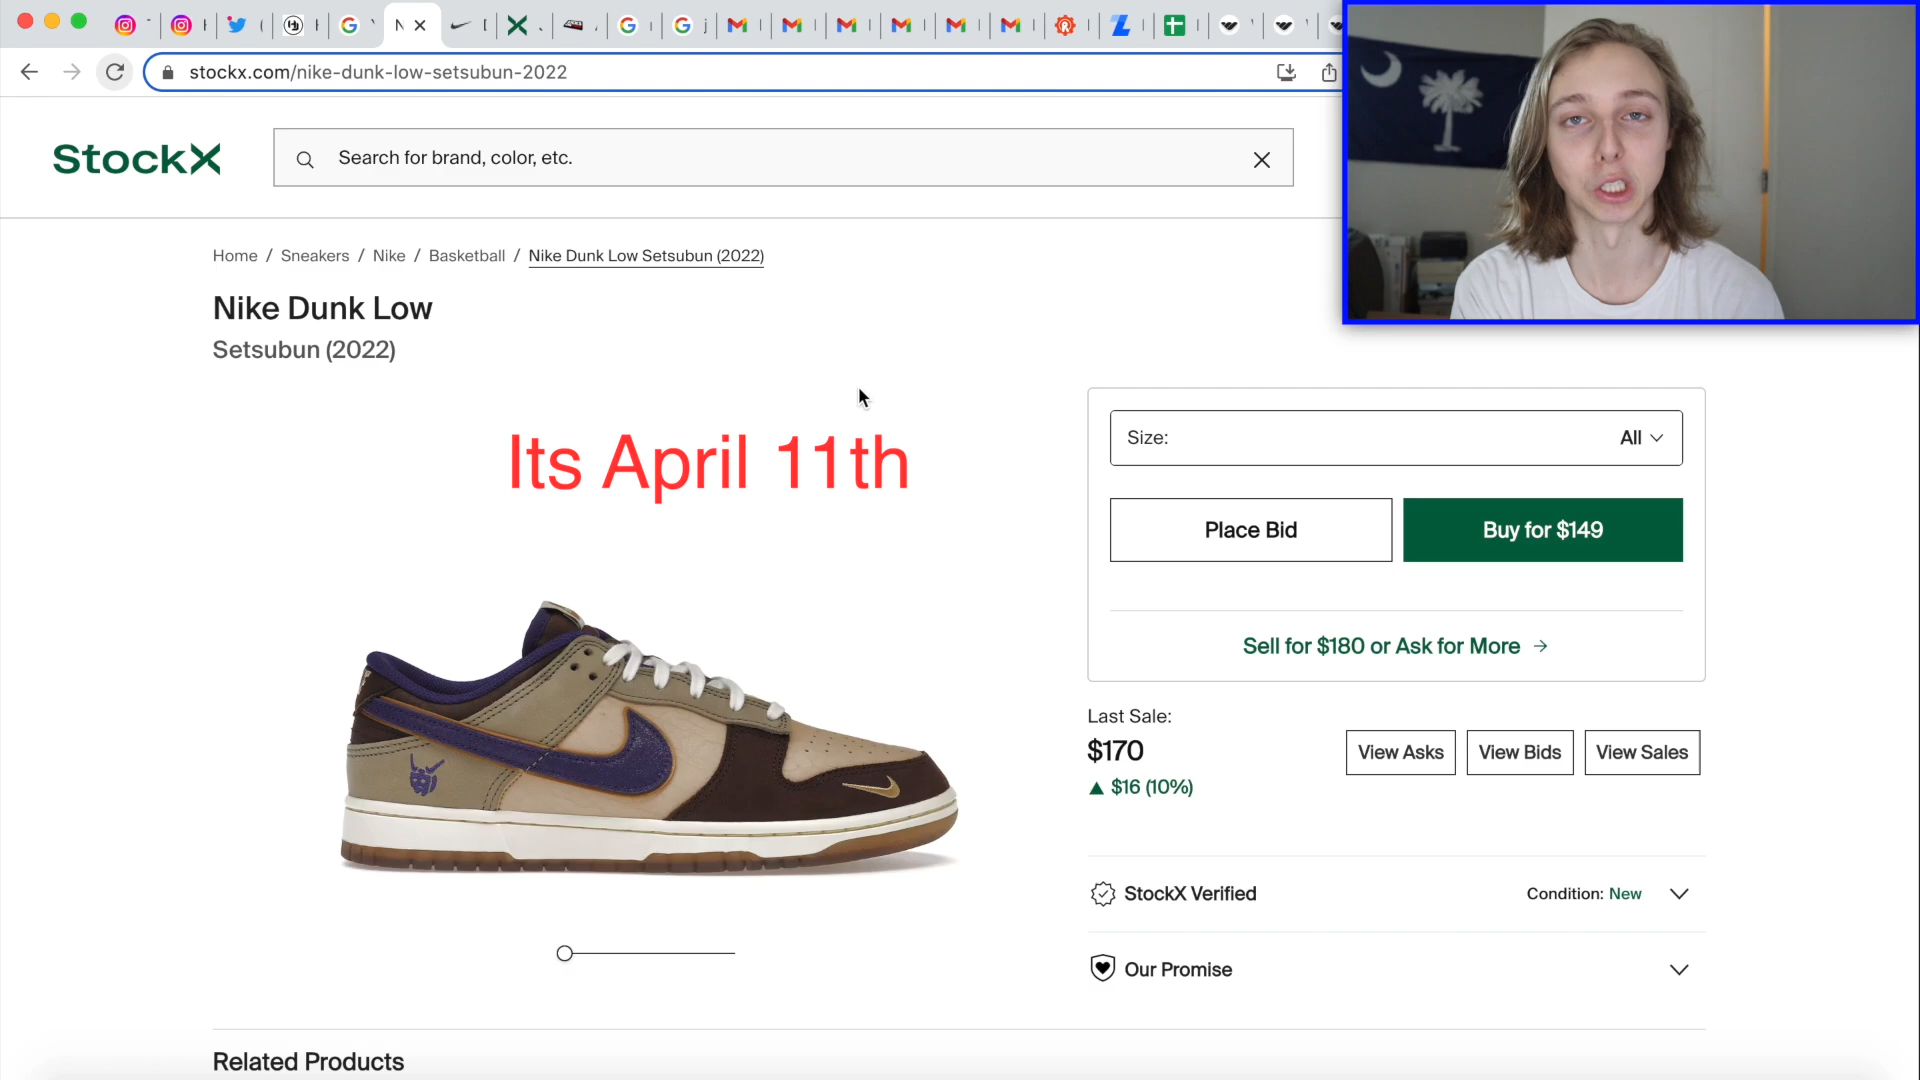 stockx.com/nike-dunk-low-setsubun-2022
StockX
Search for brand, color, etc.
Home / Sneakers / Nike / Basketball / Nike Dunk Low Setsubun (2022)
Nike Dunk Low
Setsubun (2022)
Its April 11th
Size:
All
Place Bid
Buy for $149
Sell for $180 or Ask for More →
Last Sale:
$170
▲ $16 (10%)
View Asks
View Bids
View Sales
StockX Verified
Condition: New
Our Promise
Related Products